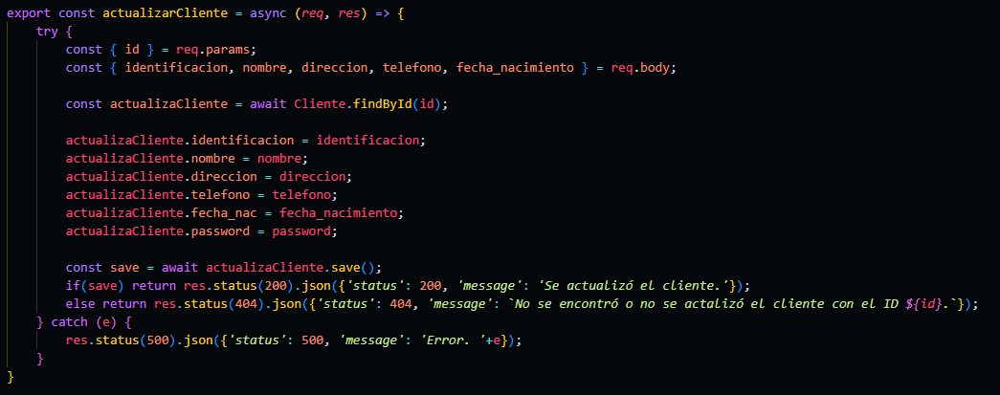 export const actualizarCliente = async (req, res) => {
    try {
        const { id } = req.params;
        const { identificacion, nombre, direccion, telefono, fecha_nacimiento } = req.body;

        const actualizaCliente = await Cliente.findById(id);

        actualizaCliente.identificacion = identificacion;
        actualizaCliente.nombre = nombre;
        actualizaCliente.direccion = direccion;
        actualizaCliente.telefono = telefono;
        actualizaCliente.fecha_nac = fecha_nacimiento;
        actualizaCliente.password = password;

        const save = await actualizaCliente.save();
        if(save) return res.status(200).json({'status': 200, 'message': 'Se actualizó el cliente.'});
        else return res.status(404).json({'status': 404, 'message': `No se encontró o no se actalizó el cliente con el ID ${id}.`});
    } catch (e) {
        res.status(500).json({'status': 500, 'message': 'Error. '+e});
    }
}